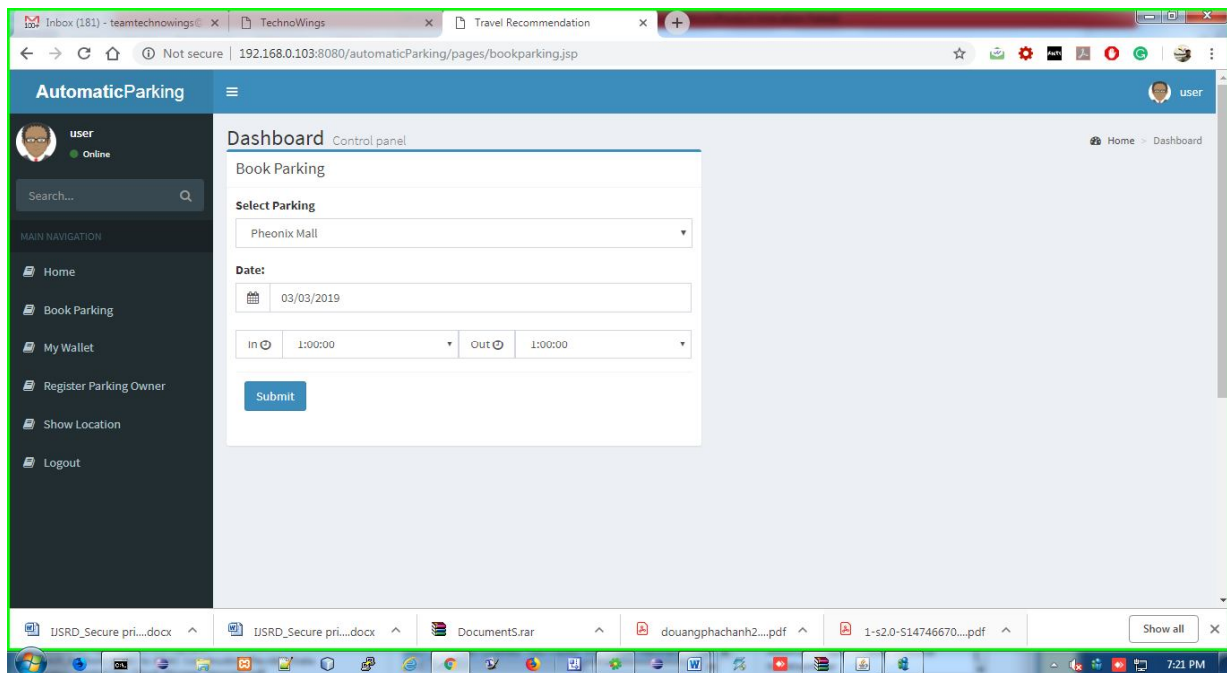 Inbox (181) - teamtechnowings
TechnoWings
Travel Recommendation
Not secure | 192.168.0.103:8080/automaticParking/pages/bookparking.jsp
AutomaticParking
user
user
Online
Dashboard Control panel
Home > Dashboard
Search...
MAIN NAVIGATION
Home
Book Parking
My Wallet
Register Parking Owner
Show Location
Logout
Book Parking
Select Parking
Pheonix Mall
Date:
03/03/2019
In 1:00:00 Out 1:00:00
Submit
IJSRD_Secure pri....docx
IJSRD_Secure pri....docx
DocumentS.rar
douangphachanh2....pdf
1-s2.0-S14746670....pdf
Show all
7:21 PM